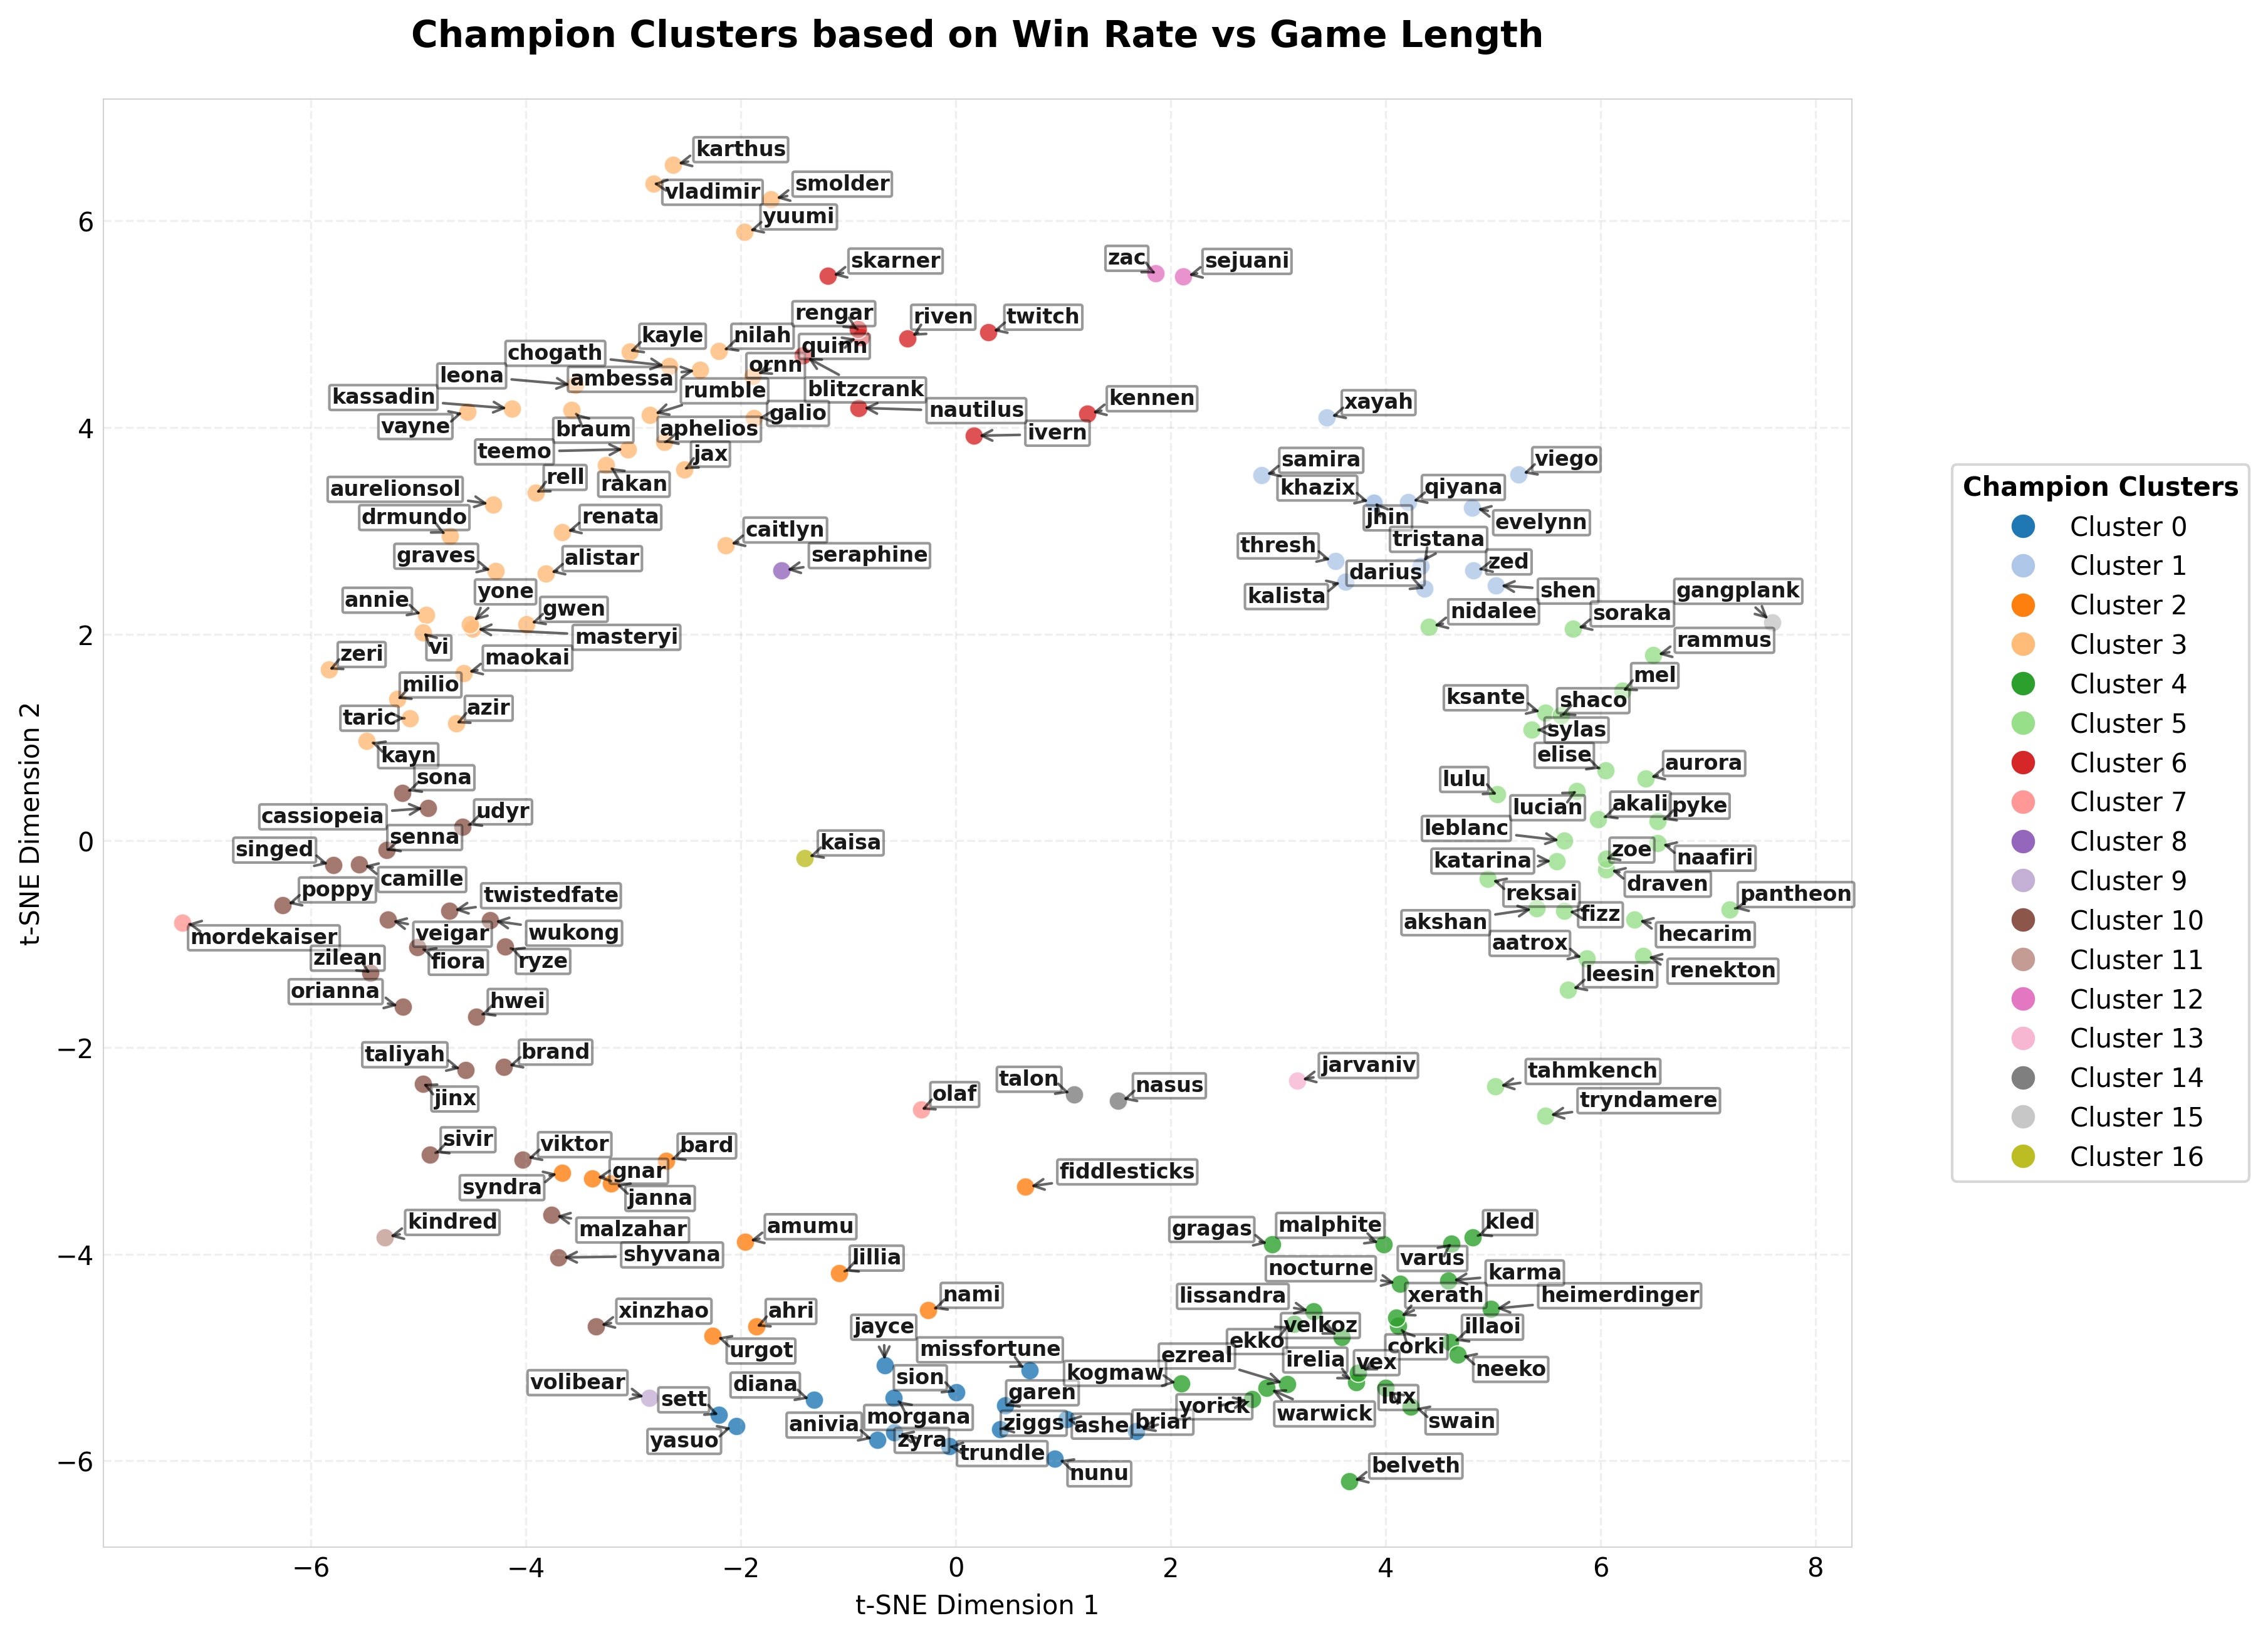 Champion Clusters based on Win Rate vs Game Length
karthus
vladimir
smolder
yuumi
skarner
zac
sejuani
rengar
riven
twitch
kayle
nilah
quinn
chogath
ornn
leona
ambessa
rumble
blitzcrank
kassadin
galio
nautilus
kennen
vayne
braum
aphelios
ivern
xayah
teemo
jax
rell
rakan
samira
viego
aurelionsol
khazix
qiyana
drmundo
renata
jhin
evelynn
caitlyn
tristana
graves
alistar
seraphine
thresh
darius
zed
yone
annie
gwen
kalista
shen
gangplank
masteryi
nidalee
soraka
vi
rammus
zeri
maokai
mel
milio
ksante
shaco
taric
azir
sylas
kayn
elise
aurora
sona
lulu
cassiopeia
udyr
lucian
akali
pyke
senna
kaisa
leblanc
singed
zoe
naafiri
camille
katarina
draven
poppy
twistedfate
reksai
pantheon
mordekaiser
veigar
wukong
akshan
fizz
hecarim
zilean
fiora
ryze
aatrox
leesin
renekton
orianna
hwei
taliyah
brand
jinx
olaf
talon
nasus
jarvaniv
tahmkench
tryndamere
sivir
viktor
bard
syndra
gnar
janna
fiddlesticks
kindred
malzahar
amumu
gragas
malphite
kled
shyvana
lillia
varus
nocturne
karma
xinzhao
ahri
nami
lissandra
xerath
heimerdinger
jayce
urgot
missfortune
ekko
velkoz
corki
illaoi
volibear
sett
diana
sion
kogmaw
ezreal
irelia
vex
neeko
garen
morgana
yorick
warwick
lux
swain
yasuo
anivia
zyra
ziggs
ashe
briar
trundle
nunu
belveth
6
4
2
0
−2
−4
−6
t-SNE Dimension 2
−6
−4
−2
0
2
4
6
8
t-SNE Dimension 1
Champion Clusters
Cluster 0
Cluster 1
Cluster 2
Cluster 3
Cluster 4
Cluster 5
Cluster 6
Cluster 7
Cluster 8
Cluster 9
Cluster 10
Cluster 11
Cluster 12
Cluster 13
Cluster 14
Cluster 15
Cluster 16